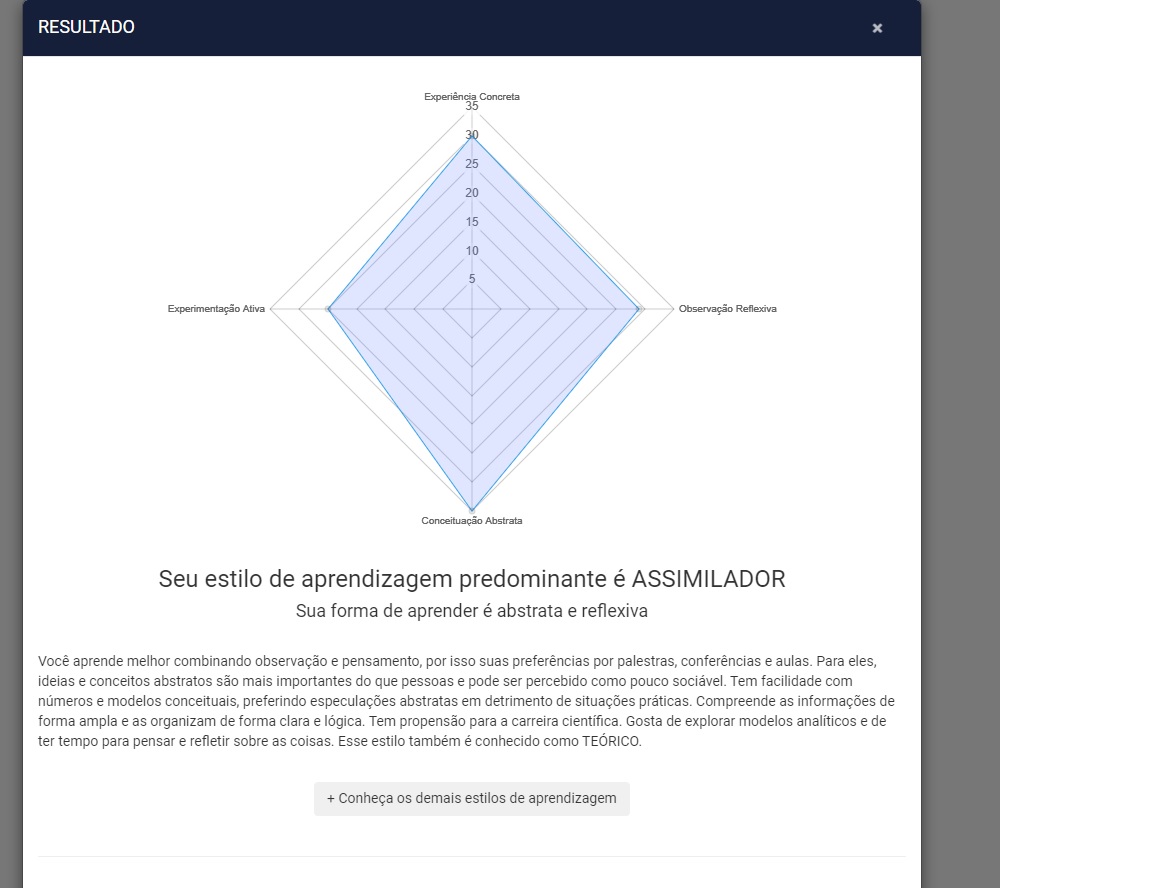 RESULTADO
×
Experiência Concreta
35
30
25
20
15
10
5
Experimentação Ativa
Observação Reflexiva
Conceituação Abstrata
Seu estilo de aprendizagem predominante é ASSIMILADOR
Sua forma de aprender é abstrata e reflexiva
Você aprende melhor combinando observação e pensamento, por isso suas preferências por palestras, conferências e aulas. Para eles,
ideias e conceitos abstratos são mais importantes do que pessoas e pode ser percebido como pouco sociável. Tem facilidade com
números e modelos conceituais, preferindo especulações abstratas em detrimento de situações práticas. Compreende as informações de
forma ampla e as organizam de forma clara e lógica. Tem propensão para a carreira científica. Gosta de explorar modelos analíticos e de
ter tempo para pensar e refletir sobre as coisas. Esse estilo também é conhecido como TEÓRICO.
+ Conheça os demais estilos de aprendizagem